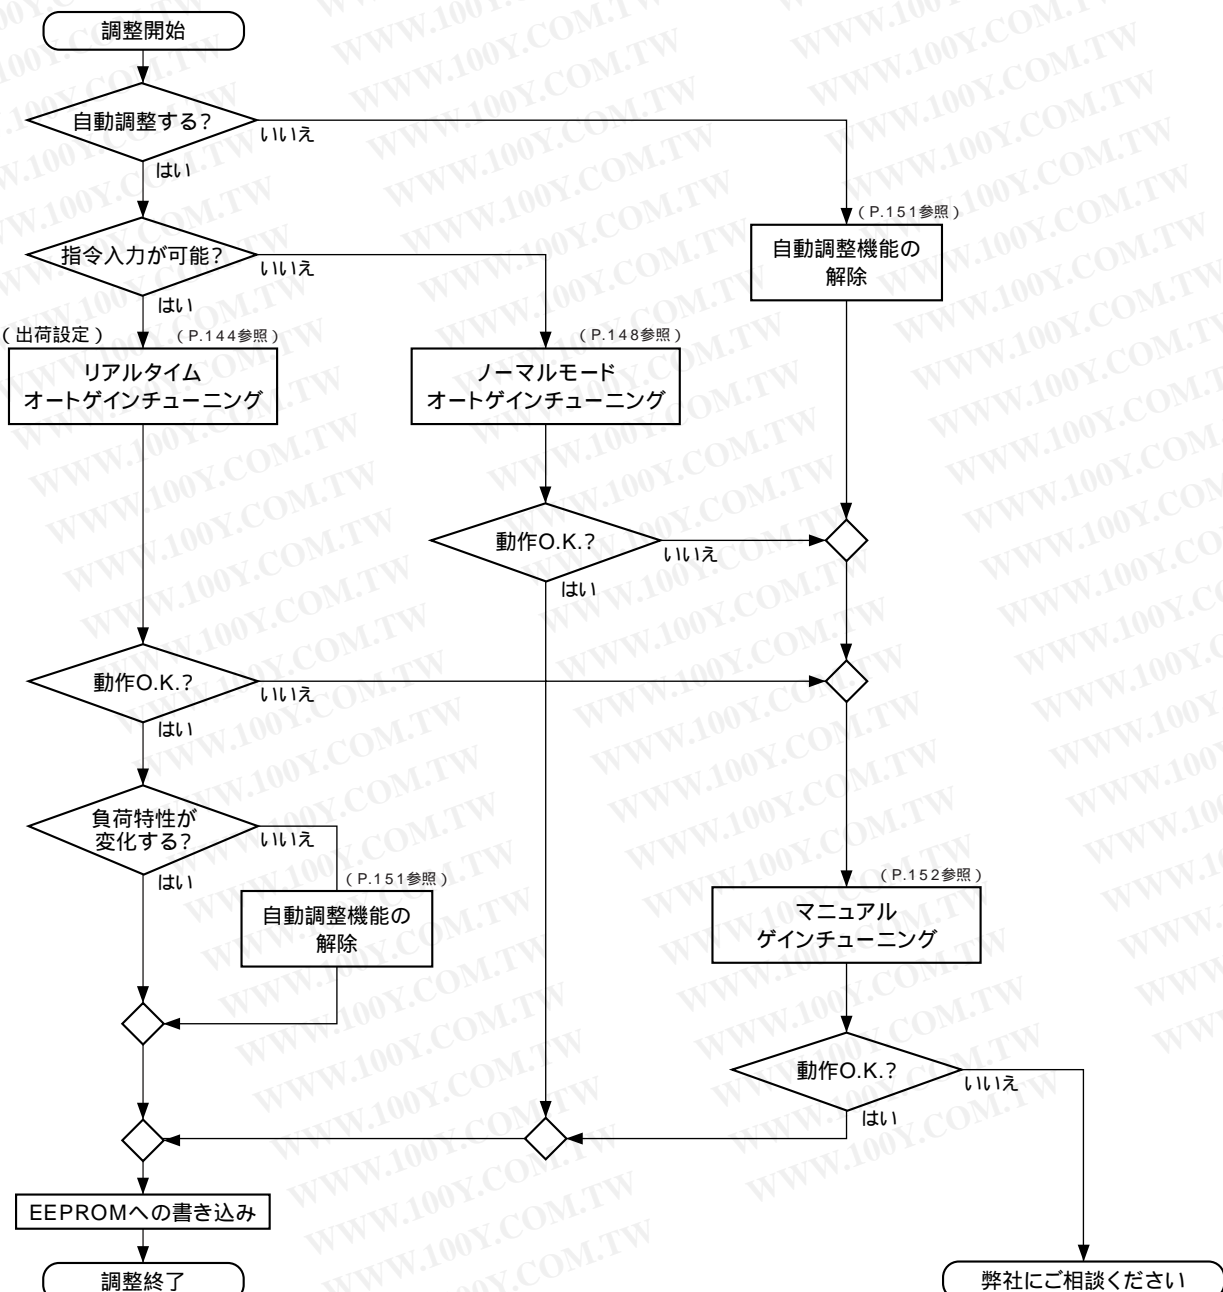 調整開始
自動調整する?
いいえ
はい
(P.151参照)
自動調整機能の
解除
指令入力が可能?
いいえ
はい
(出荷設定)
(P.144参照)
リアルタイム
オートゲインチューニング
(P.148参照)
ノーマルモード
オートゲインチューニング
動作O.K.?
いいえ
はい
動作O.K.?
いいえ
はい
負荷特性が
変化する?
いいえ
はい
(P.151参照)
自動調整機能の
解除
(P.152参照)
マニュアル
ゲインチューニング
動作O.K.?
いいえ
はい
EEPROMへの書き込み
調整終了
弊社にご相談ください
WWW.100Y.COM.TW